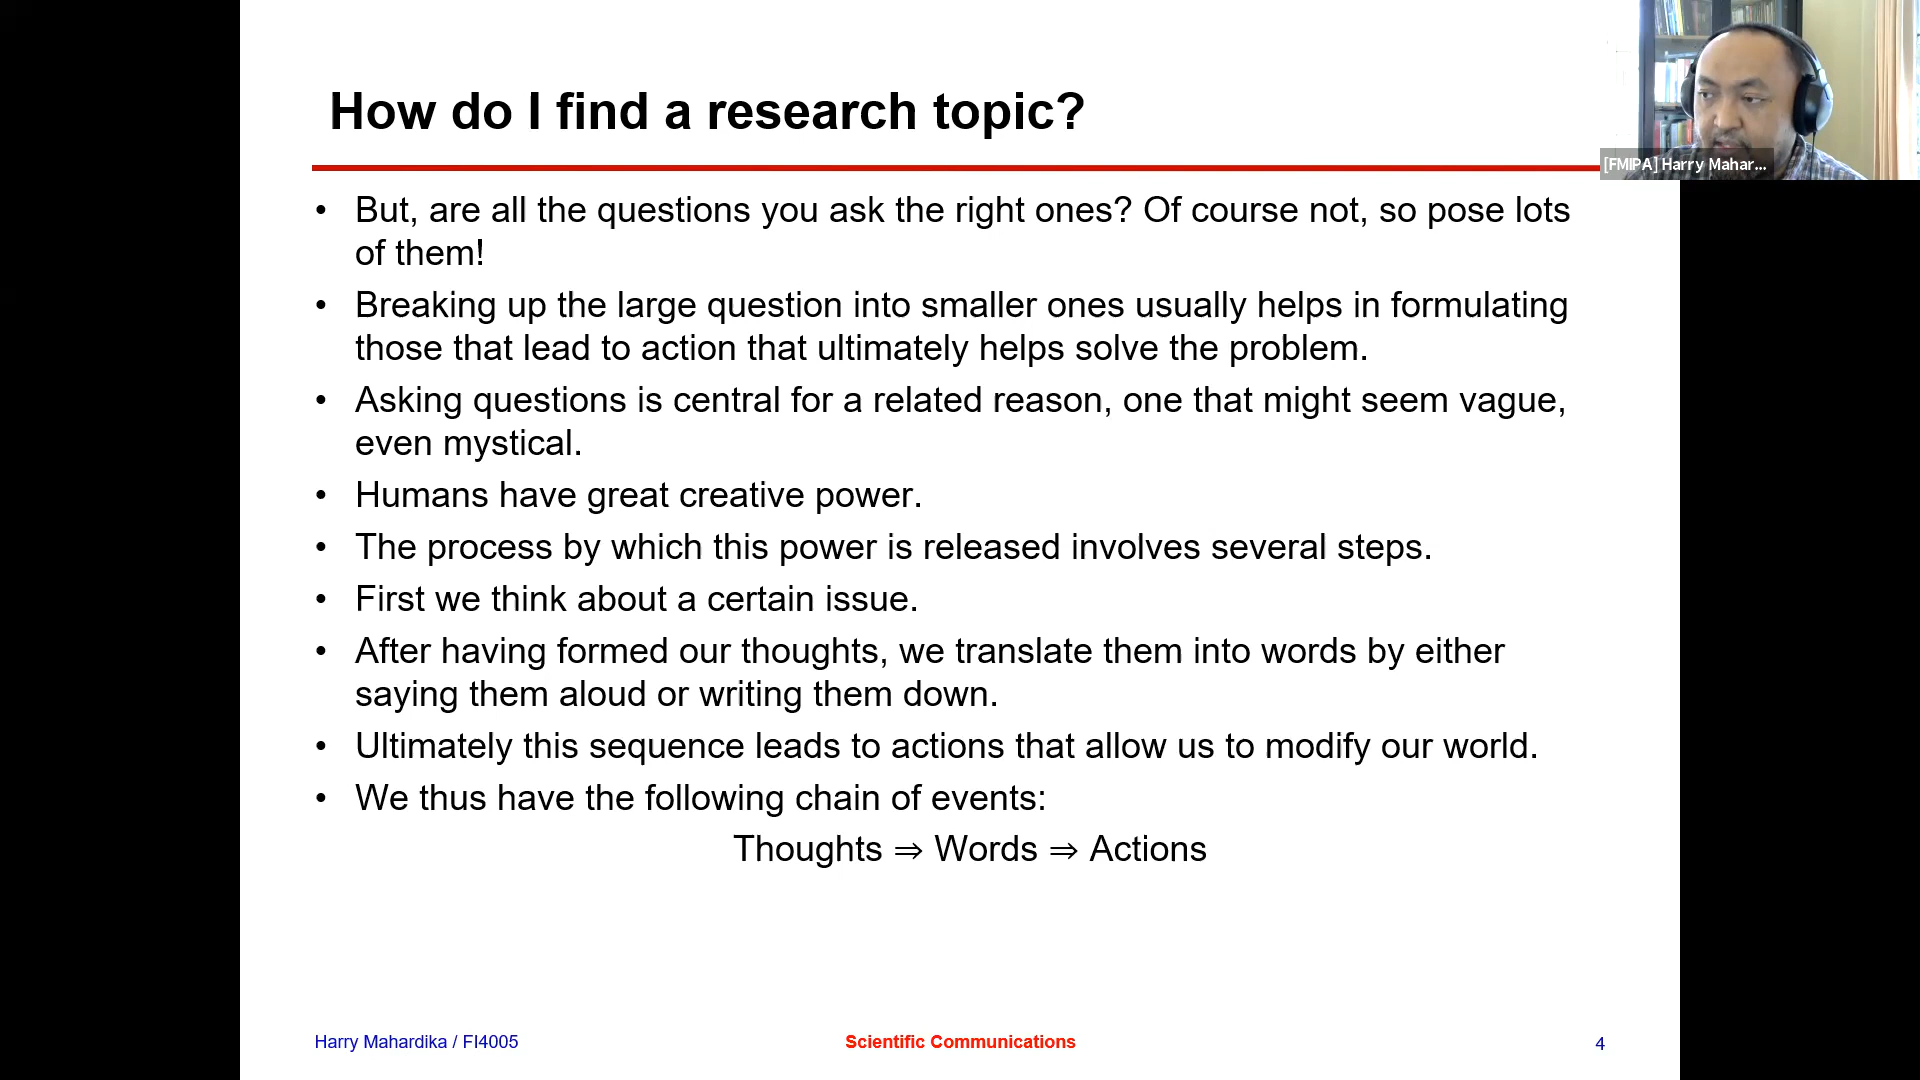 How do I find a research topic?
[FMIPA] Harry Mahar...
• But, are all the questions you ask the right ones? Of course not, so pose lots
of them!
• Breaking up the large question into smaller ones usually helps in formulating
those that lead to action that ultimately helps solve the problem.
• Asking questions is central for a related reason, one that might seem vague,
even mystical.
• Humans have great creative power.
• The process by which this power is released involves several steps.
• First we think about a certain issue.
• After having formed our thoughts, we translate them into words by either
saying them aloud or writing them down.
• Ultimately this sequence leads to actions that allow us to modify our world.
• We thus have the following chain of events:
Thoughts ⇒ Words ⇒ Actions
Harry Mahardika / FI4005
Scientific Communications
4